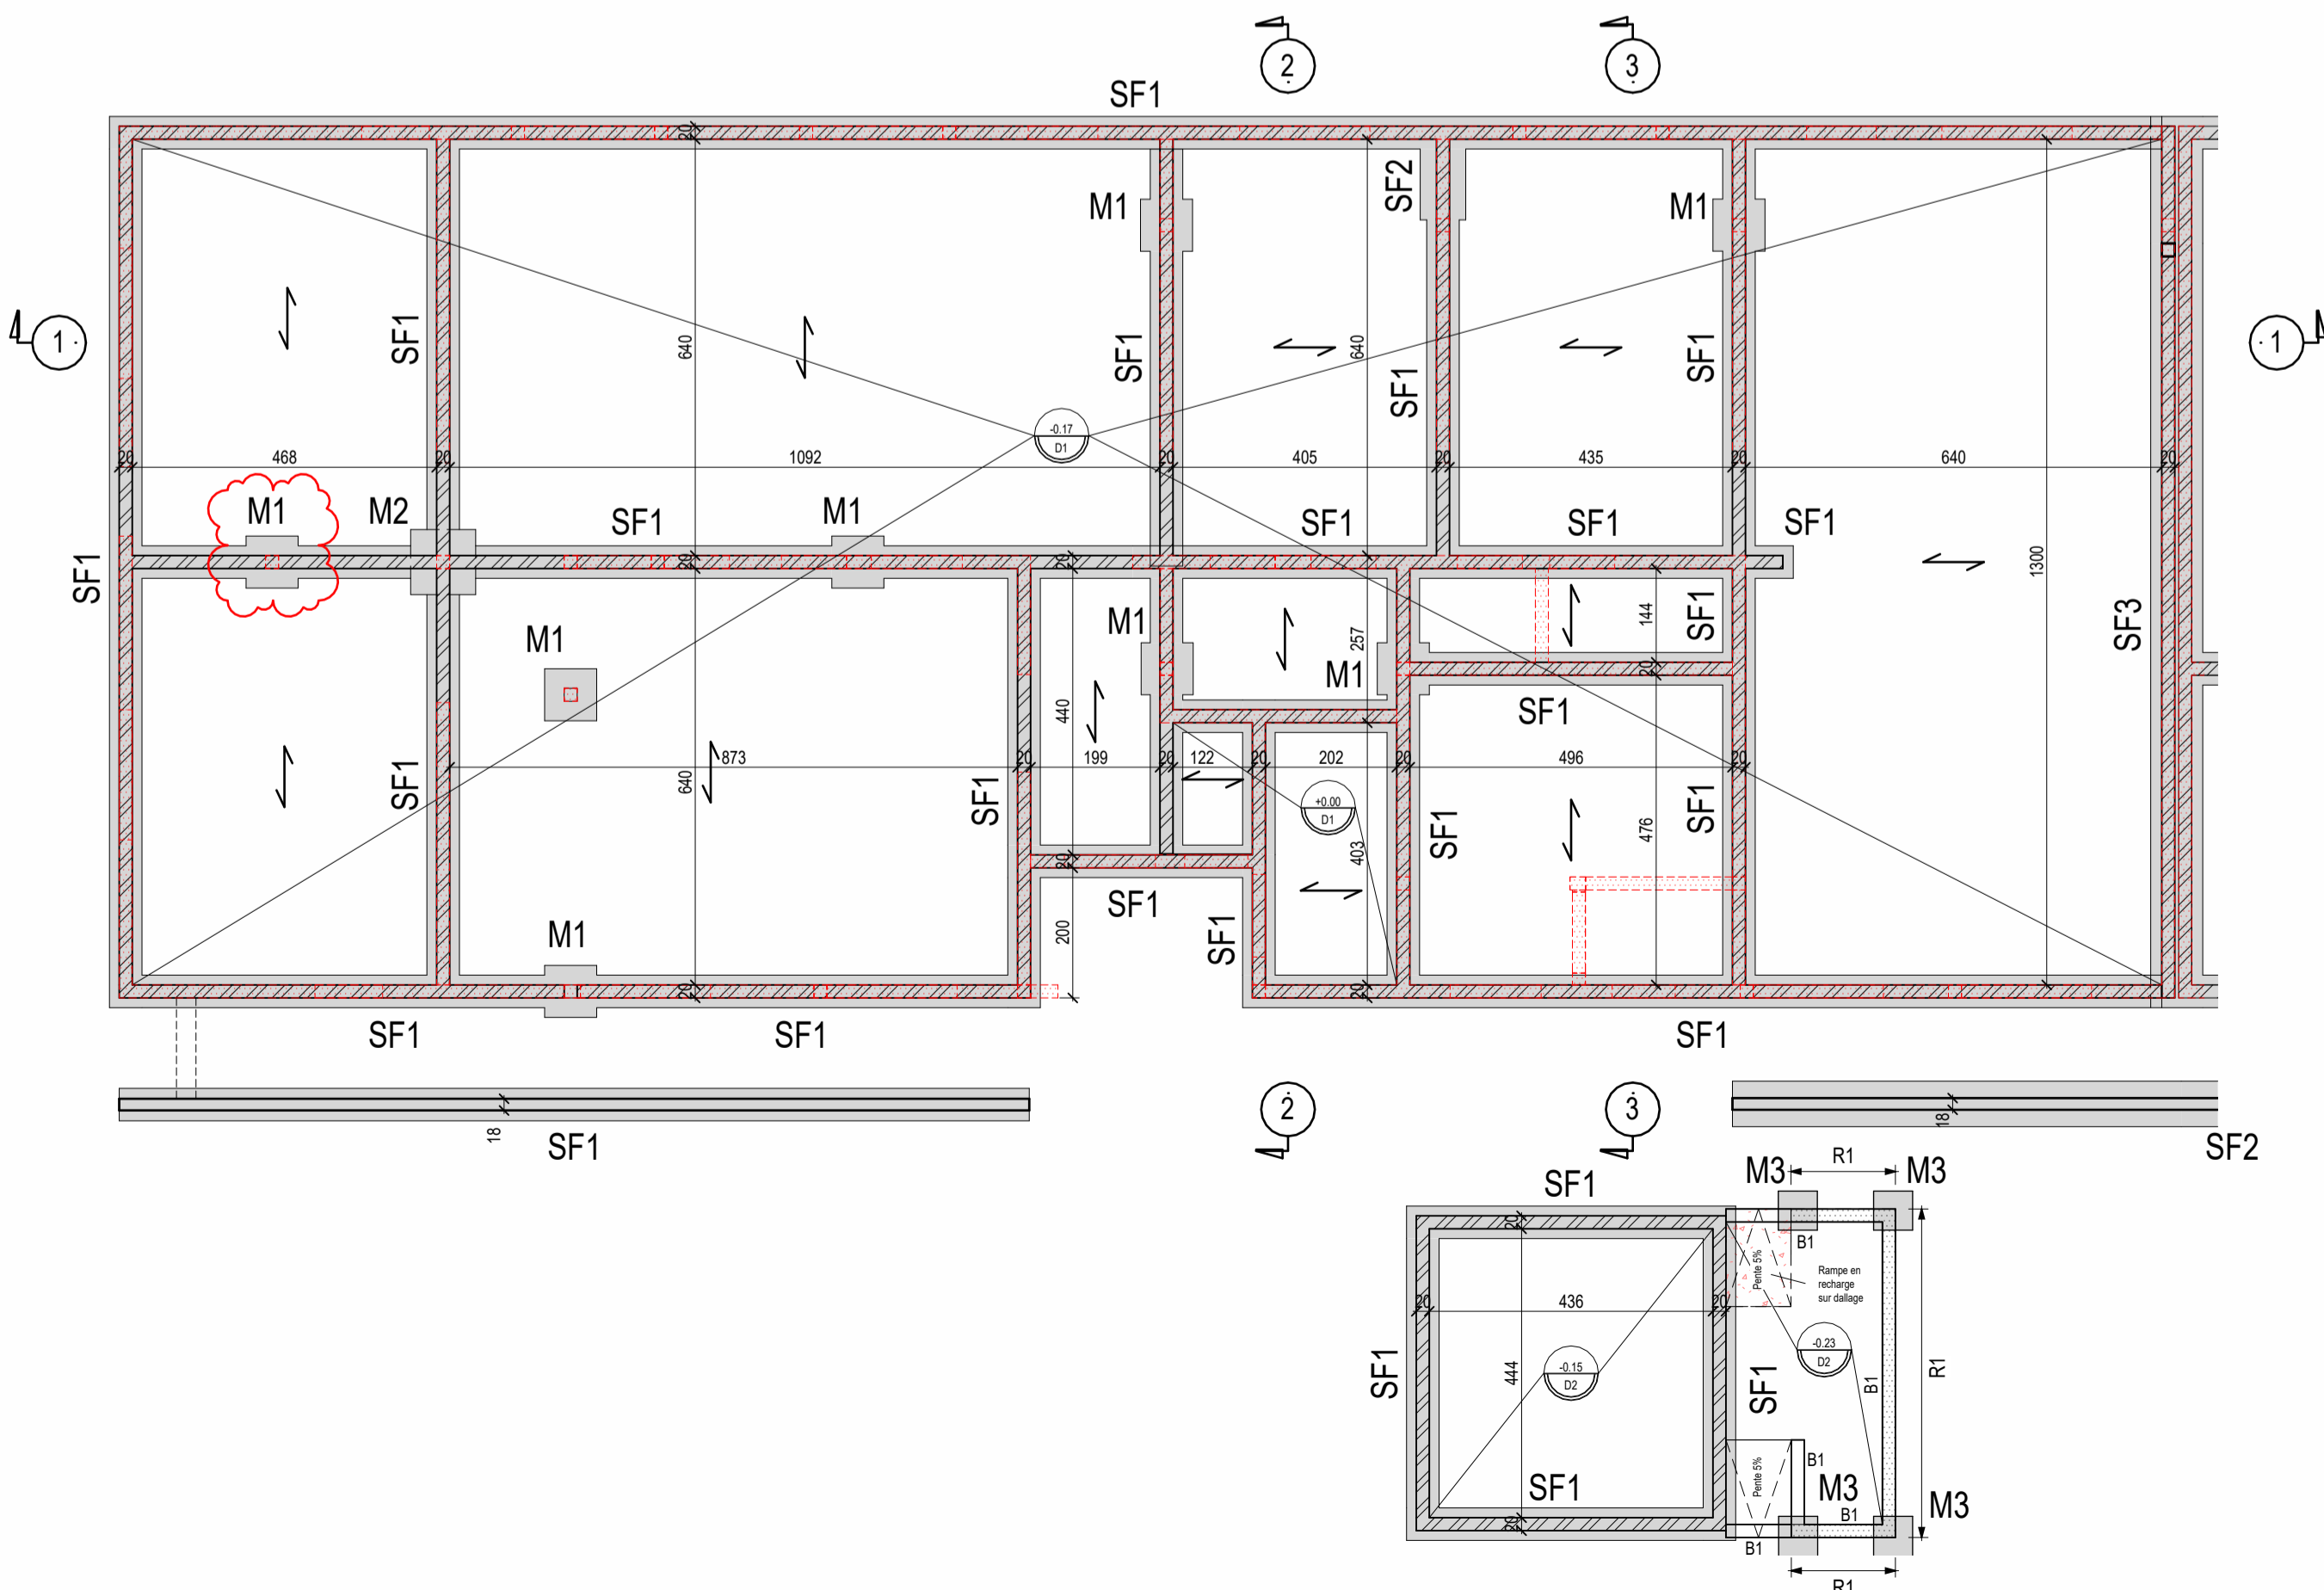 2
3
SF1
20
SF2
M1
M1
1
1
SF1
640
SF1
640
SF1
SF1
-0.17
D1
20
468
20
1092
20
405
20
435
20
640
20
M1
M2
SF1
M1
SF1
SF1
SF1
SF1
20
20
1300
M1
M1
257
144
SF1
SF3
M1
20
440
SF1
873
20
199
20
122
20
202
20
496
20
640
SF1
SF1
+0.00
D1
SF1
SF1
476
403
20
SF1
SF1
200
M1
20
20
SF1
SF1
SF1
18
SF1
2
3
18
SF2
R1
M3
M3
SF1
20
B1
Pente 5%
Rampe en
recharge
sur dallage
20
436
20
-0.23
D2
-0.15
D2
SF1
444
SF1
B1
R1
SF1
Pente 5%
B1
M3
M3
B1
20
B1
R1